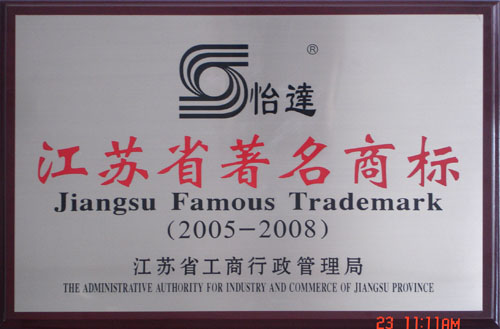 ®
怡達
江苏省著名商标
Jiangsu Famous Trademark
(2005-2008)
江苏省工商行政管理局
THE ADMINISTRATIVE AUTHORITY FOR INDUSTRY AND COMMERCE OF JIANGSU PROVINCE
23 11:11AM